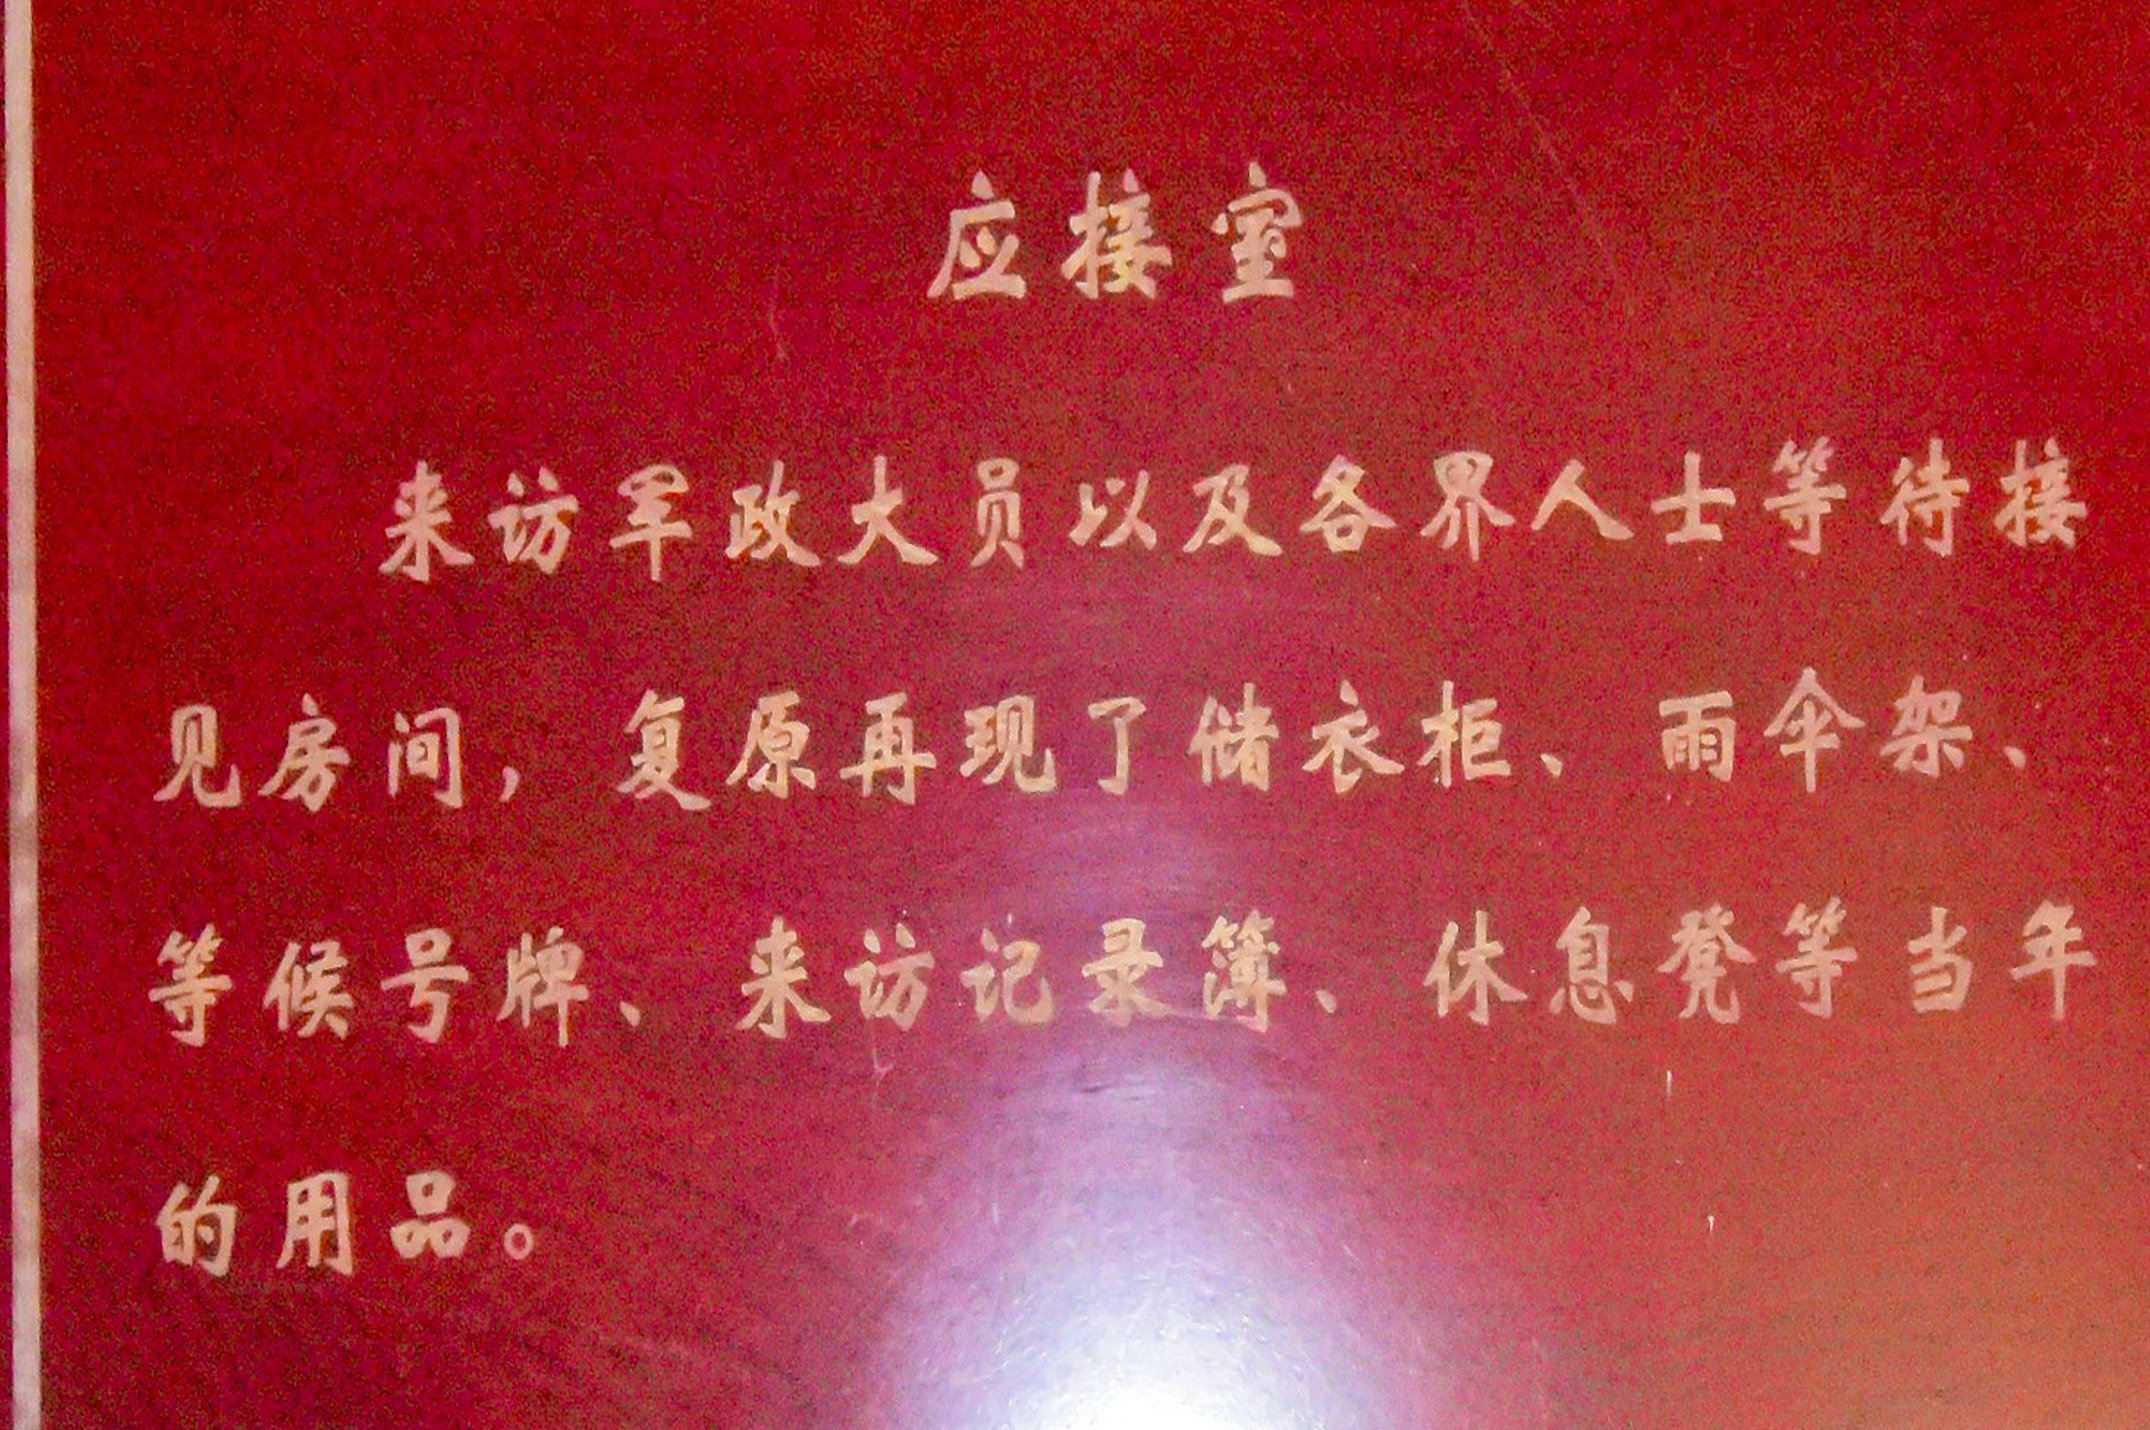 应接室
来访军政大员以及各界人士等待接
见房间，复原再现了储衣柜、雨伞架、
等候号牌、来访记录簿、休息凳等当年
的用品。